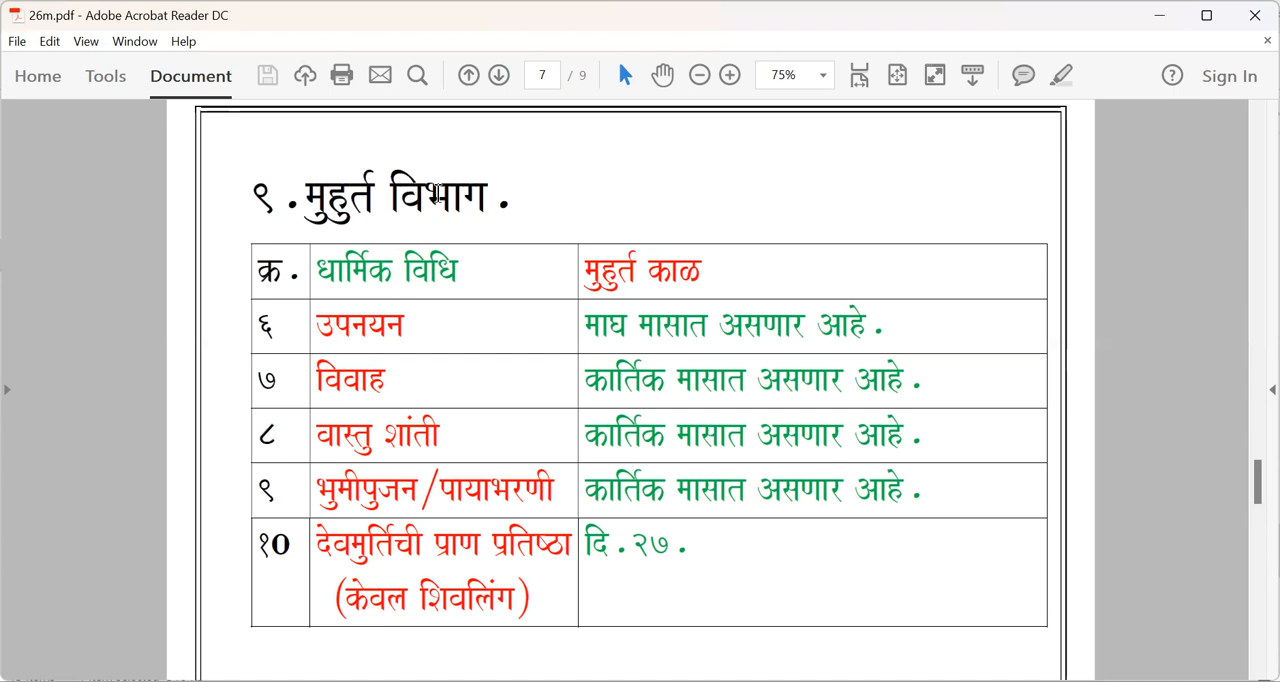 26m.pdf - Adobe Acrobat Reader DC
File Edit View Window Help
Home Tools Document 7 / 9 75% Sign In
९.मुहुर्त विभाग.
क्र. धार्मिक विधि मुहुर्त काळ
६ उपनयन माघ मासात असणार आहे.
७ विवाह कार्तिक मासात असणार आहे.
८ वास्तु शांती कार्तिक मासात असणार आहे.
९ भुमीपुजन/पायाभरणी कार्तिक मासात असणार आहे.
१0 देवमुर्तिची प्राण प्रतिष्ठा दि.२७.
(केवल शिवलिंग)